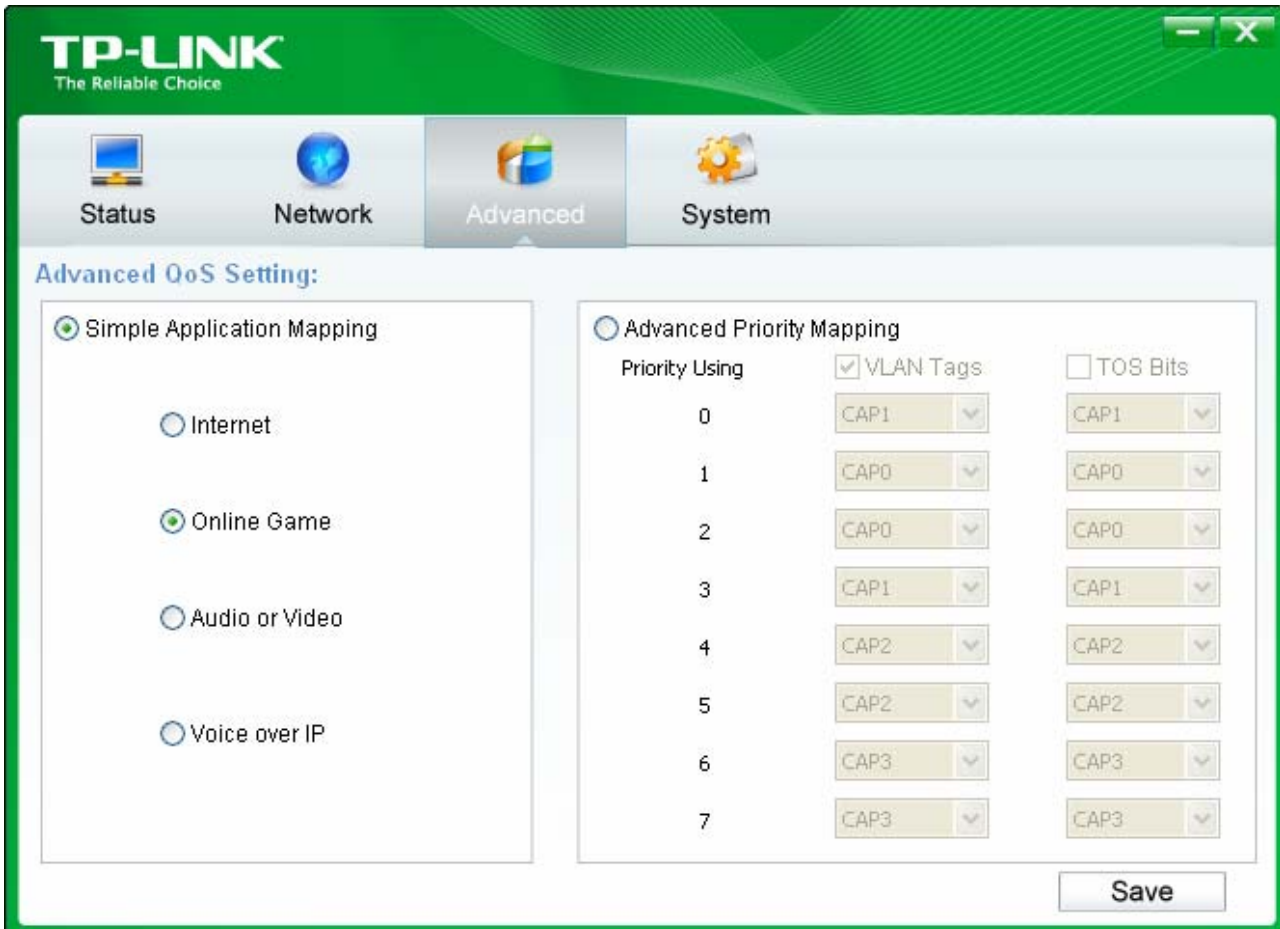 TP-LINK
The Reliable Choice
Status Network Advanced System
Advanced QoS Setting:
Simple Application Mapping
Internet
Online Game
Audio or Video
Voice over IP
Advanced Priority Mapping
Priority Using VLAN Tags TOS Bits
0 CAP1 CAP1
1 CAP0 CAP0
2 CAP0 CAP0
3 CAP1 CAP1
4 CAP2 CAP2
5 CAP2 CAP2
6 CAP3 CAP3
7 CAP3 CAP3
Save